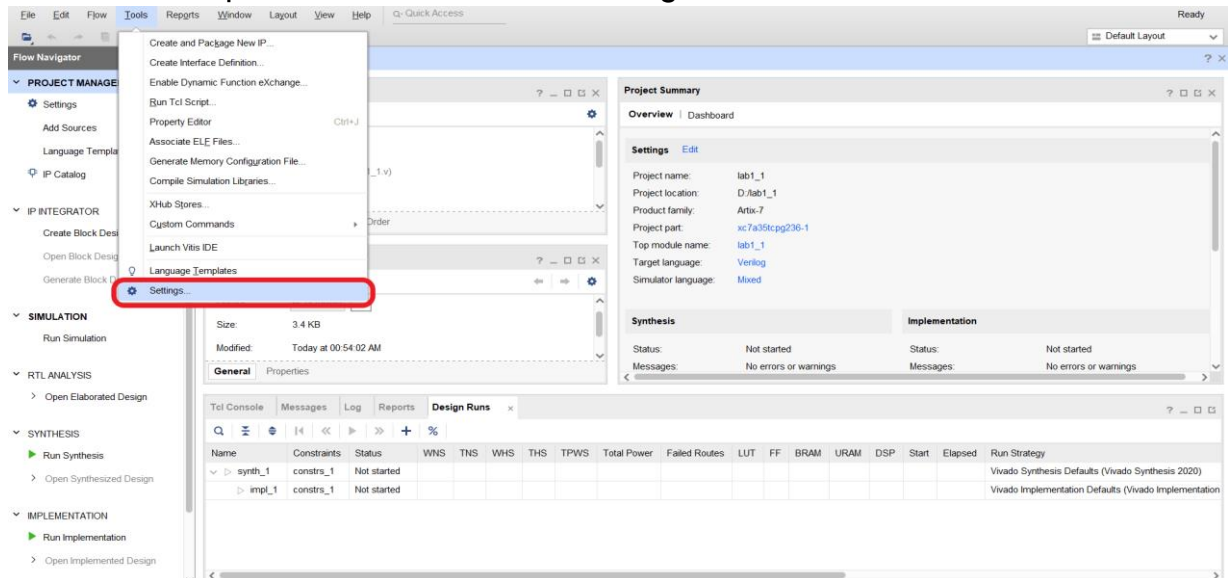 File Edit Flow Tools Reports Window Layout View Help Q- Quick Access Ready
Default Layout
Flow Navigator
PROJECT MANAGE
Settings
Add Sources
Language Templa
IP Catalog
IP INTEGRATOR
Create Block Desi
Open Block Desig
Generate Block D
SIMULATION
Run Simulation
RTL ANALYSIS
Open Elaborated Design
SYNTHESIS
Run Synthesis
Open Synthesized Design
IMPLEMENTATION
Run Implementation
Open Implemented Design
Create and Package New IP...
Create Interface Definition...
Enable Dynamic Function eXchange...
Run Tcl Script...
Property Editor Ctrl+J
Associate ELF Files...
Generate Memory Configuration File...
Compile Simulation Libraries...
XHub Stores...
Custom Commands
Launch Vitis IDE
Language Templates
Settings...
_1.v)
Order
Size: 3.4 KB
Modified: Today at 00:54:02 AM
General Properties
Project Summary
Overview | Dashboard
Settings Edit
Project name: lab1_1
Project location: D:/lab1_1
Product family: Artix-7
Project part: xc7a35tcpg236-1
Top module name: lab1_1
Target language: Verilog
Simulator language: Mixed
Synthesis Implementation
Status: Not started Status: Not started
Messages: No errors or warnings Messages: No errors or warnings
Tcl Console Messages Log Reports Design Runs
Name Constraints Status WNS TNS WHS THS TPWS Total Power Failed Routes LUT FF BRAM URAM DSP Start Elapsed Run Strategy
synth_1 constrs_1 Not started Vivado Synthesis Defaults (Vivado Synthesis 2020)
impl_1 constrs_1 Not started Vivado Implementation Defaults (Vivado Implementation